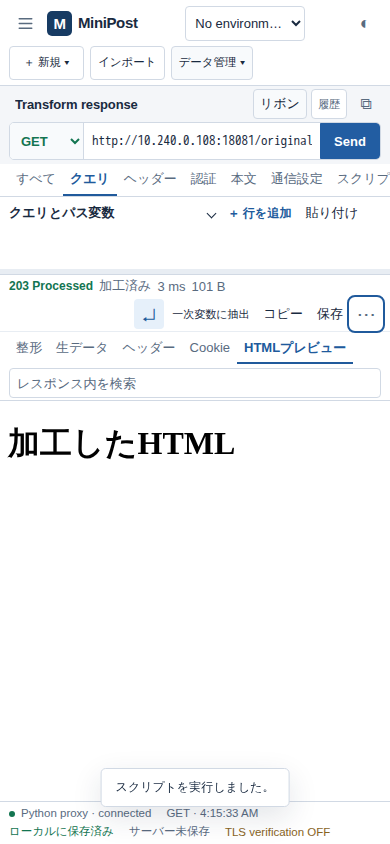 M MiniPost No environm…
＋ 新規 ▾ インポート データ管理 ▾
Transform response リボン 履歴
GET http://10.240.0.108:18081/original Send
すべて クエリ ヘッダー 認証 本文 通信設定 スクリプ
クエリとパス変数 + 行を追加 貼り付け
203 Processed 加工済み 3 ms 101 B
一次変数に抽出 コピー 保存 …
整形 生データ ヘッダー Cookie HTMLプレビュー
レスポンス内を検索
加工したHTML
スクリプトを実行しました。
Python proxy · connected GET · 4:15:33 AM
ローカルに保存済み サーバー未保存 TLS verification OFF